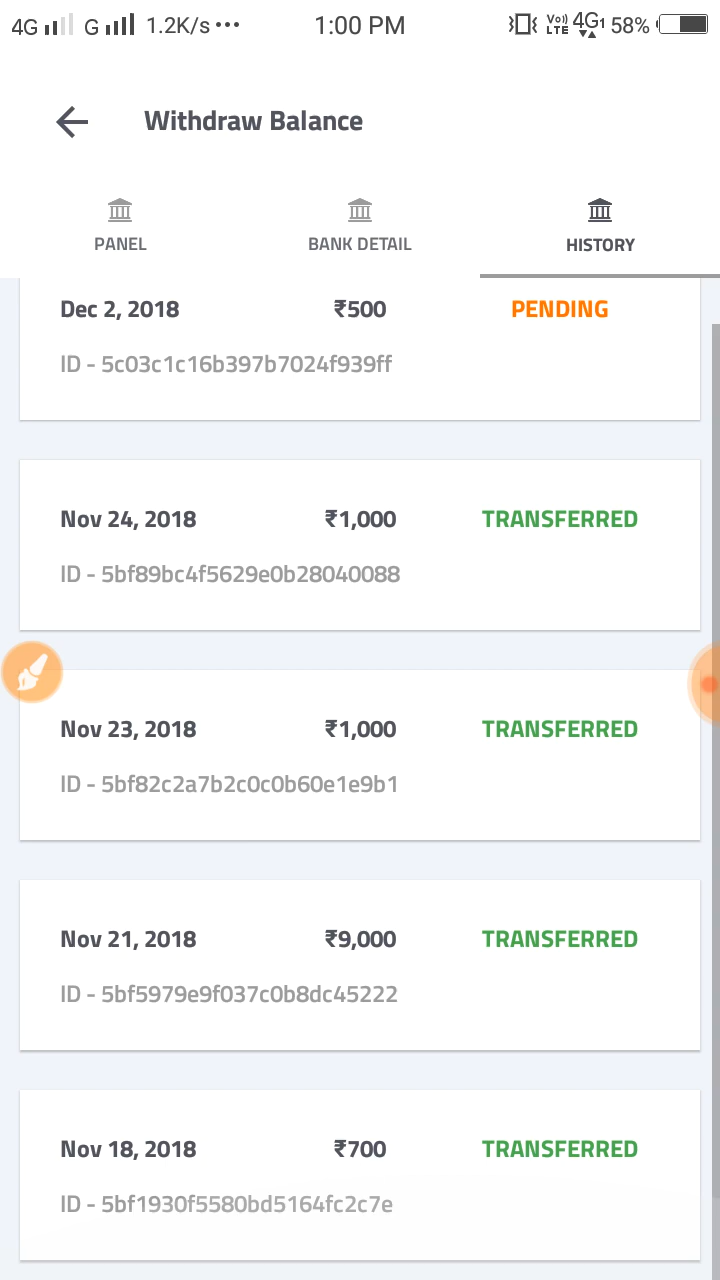 4G G 1.2K/s ••• 1:00 PM Vo)) LTE 4G1 58%
Withdraw Balance
PANEL BANK DETAIL HISTORY
Dec 2, 2018 ₹500 PENDING
ID - 5c03c1c16b397b7024f939ff
Nov 24, 2018 ₹1,000 TRANSFERRED
ID - 5bf89bc4f5629e0b28040088
Nov 23, 2018 ₹1,000 TRANSFERRED
ID - 5bf82c2a7b2c0c0b60e1e9b1
Nov 21, 2018 ₹9,000 TRANSFERRED
ID - 5bf5979e9f037c0b8dc45222
Nov 18, 2018 ₹700 TRANSFERRED
ID - 5bf1930f5580bd5164fc2c7e